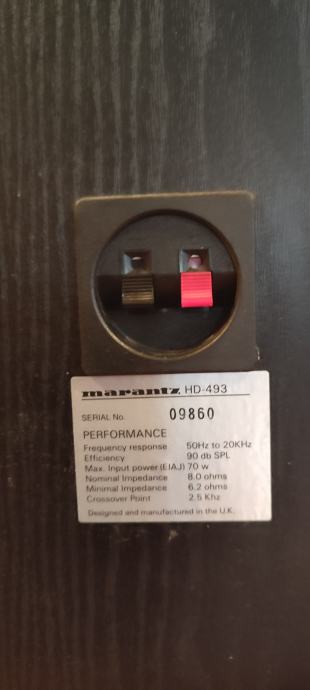 marantz HD-493
SERIAL No. 09860
PERFORMANCE
Frequency response 50Hz to 20KHz
Efficiency 90 db SPL
Max. Input power (EIAJ) 70 w
Nominal Impedance 8.0 ohms
Minimal Impedance 6.2 ohms
Crossover Point 2.5 Khz
Designed and manufactured in the U.K.